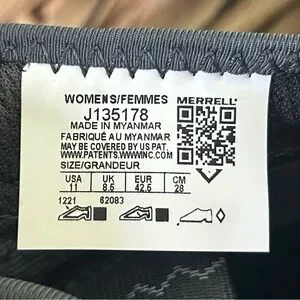 WOMENS/FEMMES MERRELL
J135178
MADE IN MYANMAR
FABRIQUÉ AU MYANMAR
MAY BE COVERED BY US PAT.
WWW.PATENTS.WWWINC.COM
SIZE/GRANDEUR
USA UK EUR CM
11 8.5 42.5 28
1221 62083